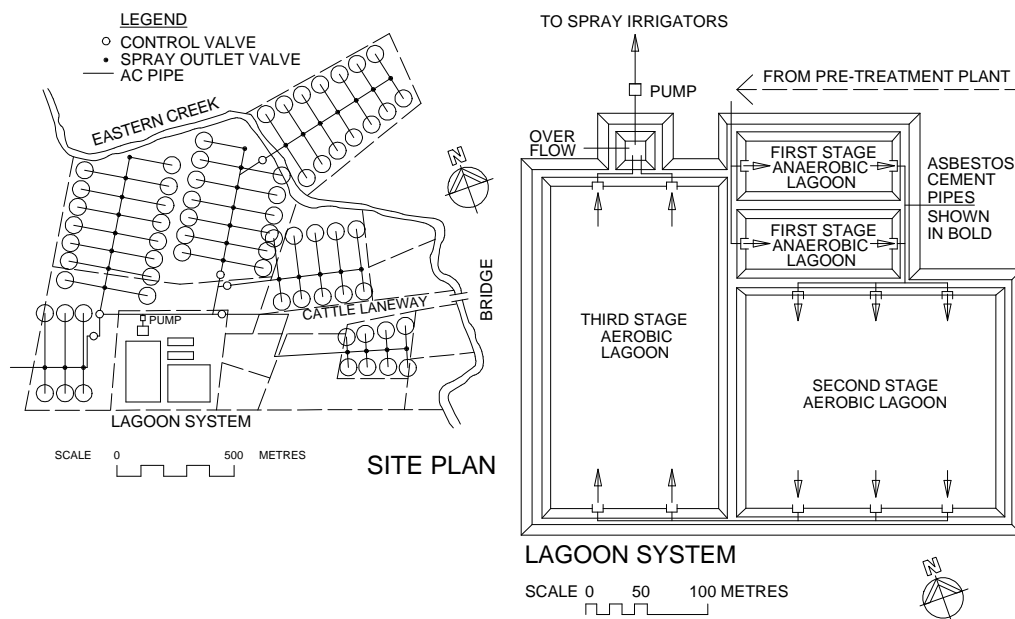 LEGEND
CONTROL VALVE
SPRAY OUTLET VALVE
AC PIPE
EASTERN CREEK
N
CATTLE LANEWAY
BRIDGE
PUMP
LAGOON SYSTEM
SCALE 0 500 METRES
SITE PLAN
TO SPRAY IRRIGATORS
PUMP
FROM PRE-TREATMENT PLANT
OVER
FLOW
FIRST STAGE
ANAEROBIC
LAGOON
FIRST STAGE
ANAEROBIC
LAGOON
ASBESTOS
CEMENT
PIPES
SHOWN
IN BOLD
THIRD STAGE
AEROBIC
LAGOON
SECOND STAGE
AEROBIC LAGOON
LAGOON SYSTEM
SCALE 0 50 100 METRES
N